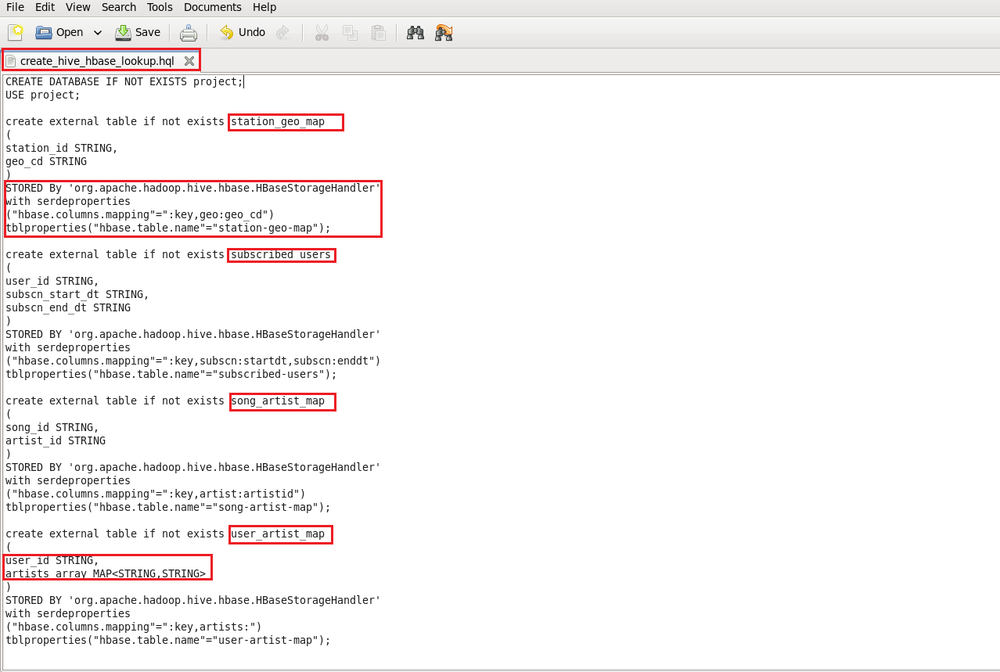 File Edit View Search Tools Documents Help
Open Save Undo
create_hive_hbase_lookup.hql
CREATE DATABASE IF NOT EXISTS project;
USE project;
create external table if not exists station_geo_map
(
station_id STRING,
geo_cd STRING
)
STORED By 'org.apache.hadoop.hive.hbase.HBaseStorageHandler'
with serdeproperties
("hbase.columns.mapping"=":key,geo:geo_cd")
tblproperties("hbase.table.name"="station-geo-map");
create external table if not exists subscribed_users
(
user_id STRING,
subscn_start_dt STRING,
subscn_end_dt STRING
)
STORED BY 'org.apache.hadoop.hive.hbase.HBaseStorageHandler'
with serdeproperties
("hbase.columns.mapping"=":key,subscn:startdt,subscn:enddt")
tblproperties("hbase.table.name"="subscribed-users");
create external table if not exists song_artist_map
(
song_id STRING,
artist_id STRING
)
STORED BY 'org.apache.hadoop.hive.hbase.HBaseStorageHandler'
with serdeproperties
("hbase.columns.mapping"=":key,artist:artistid")
tblproperties("hbase.table.name"="song-artist-map");
create external table if not exists user_artist_map
(
user_id STRING,
artists_array MAP<STRING,STRING>
)
STORED BY 'org.apache.hadoop.hive.hbase.HBaseStorageHandler'
with serdeproperties
("hbase.columns.mapping"=":key,artists:")
tblproperties("hbase.table.name"="user-artist-map");